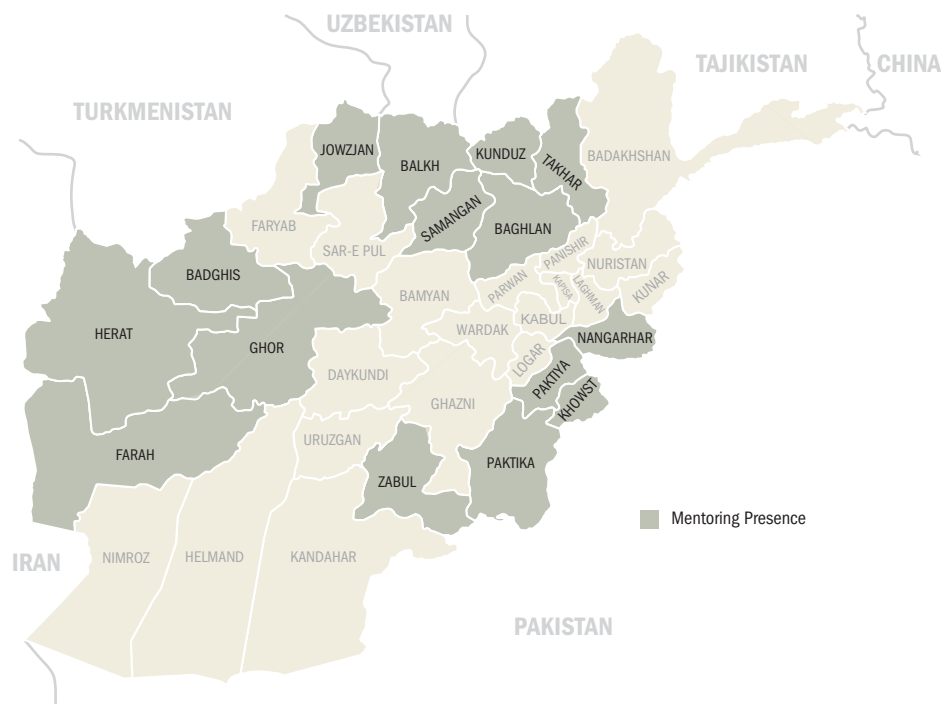 UZBEKISTAN
TAJIKISTAN
CHINA
TURKMENISTAN
JOWZJAN
BALKH
KUNDUZ
TAKHAR
BADAKHSHAN
FARYAB
SAR-E PUL
SAMANGAN
BAGHLAN
PANJSHIR
NURISTAN
BADGHIS
BAMYAN
PARWAN
KAPISA
LAGHMAN
KUNAR
HERAT
GHOR
WARDAK
KABUL
NANGARHAR
LOGAR
DAYKUNDI
GHAZNI
PAKTIYA
KHOWST
FARAH
URUZGAN
ZABUL
PAKTIKA
Mentoring Presence
IRAN
NIMROZ
HELMAND
KANDAHAR
PAKISTAN